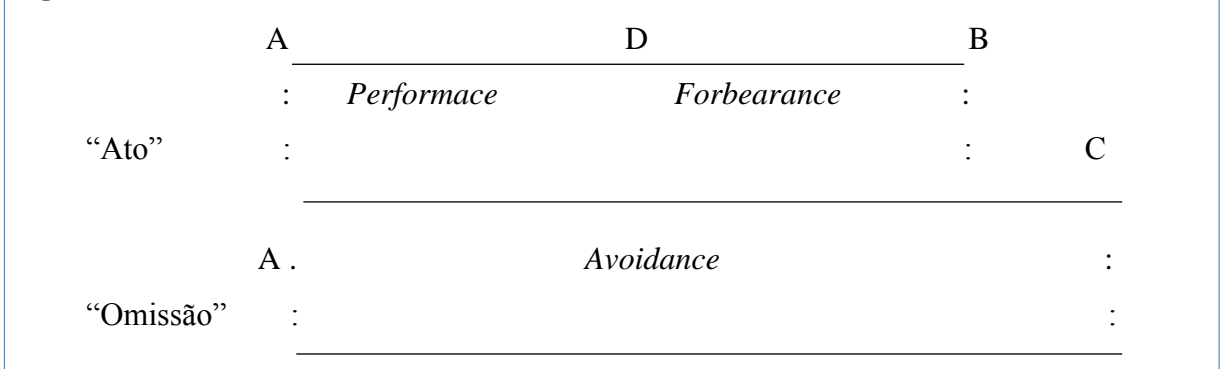 A D B
: Performace Forbearance :
“Ato” : : C
A . Avoidance :
“Omissão” : :